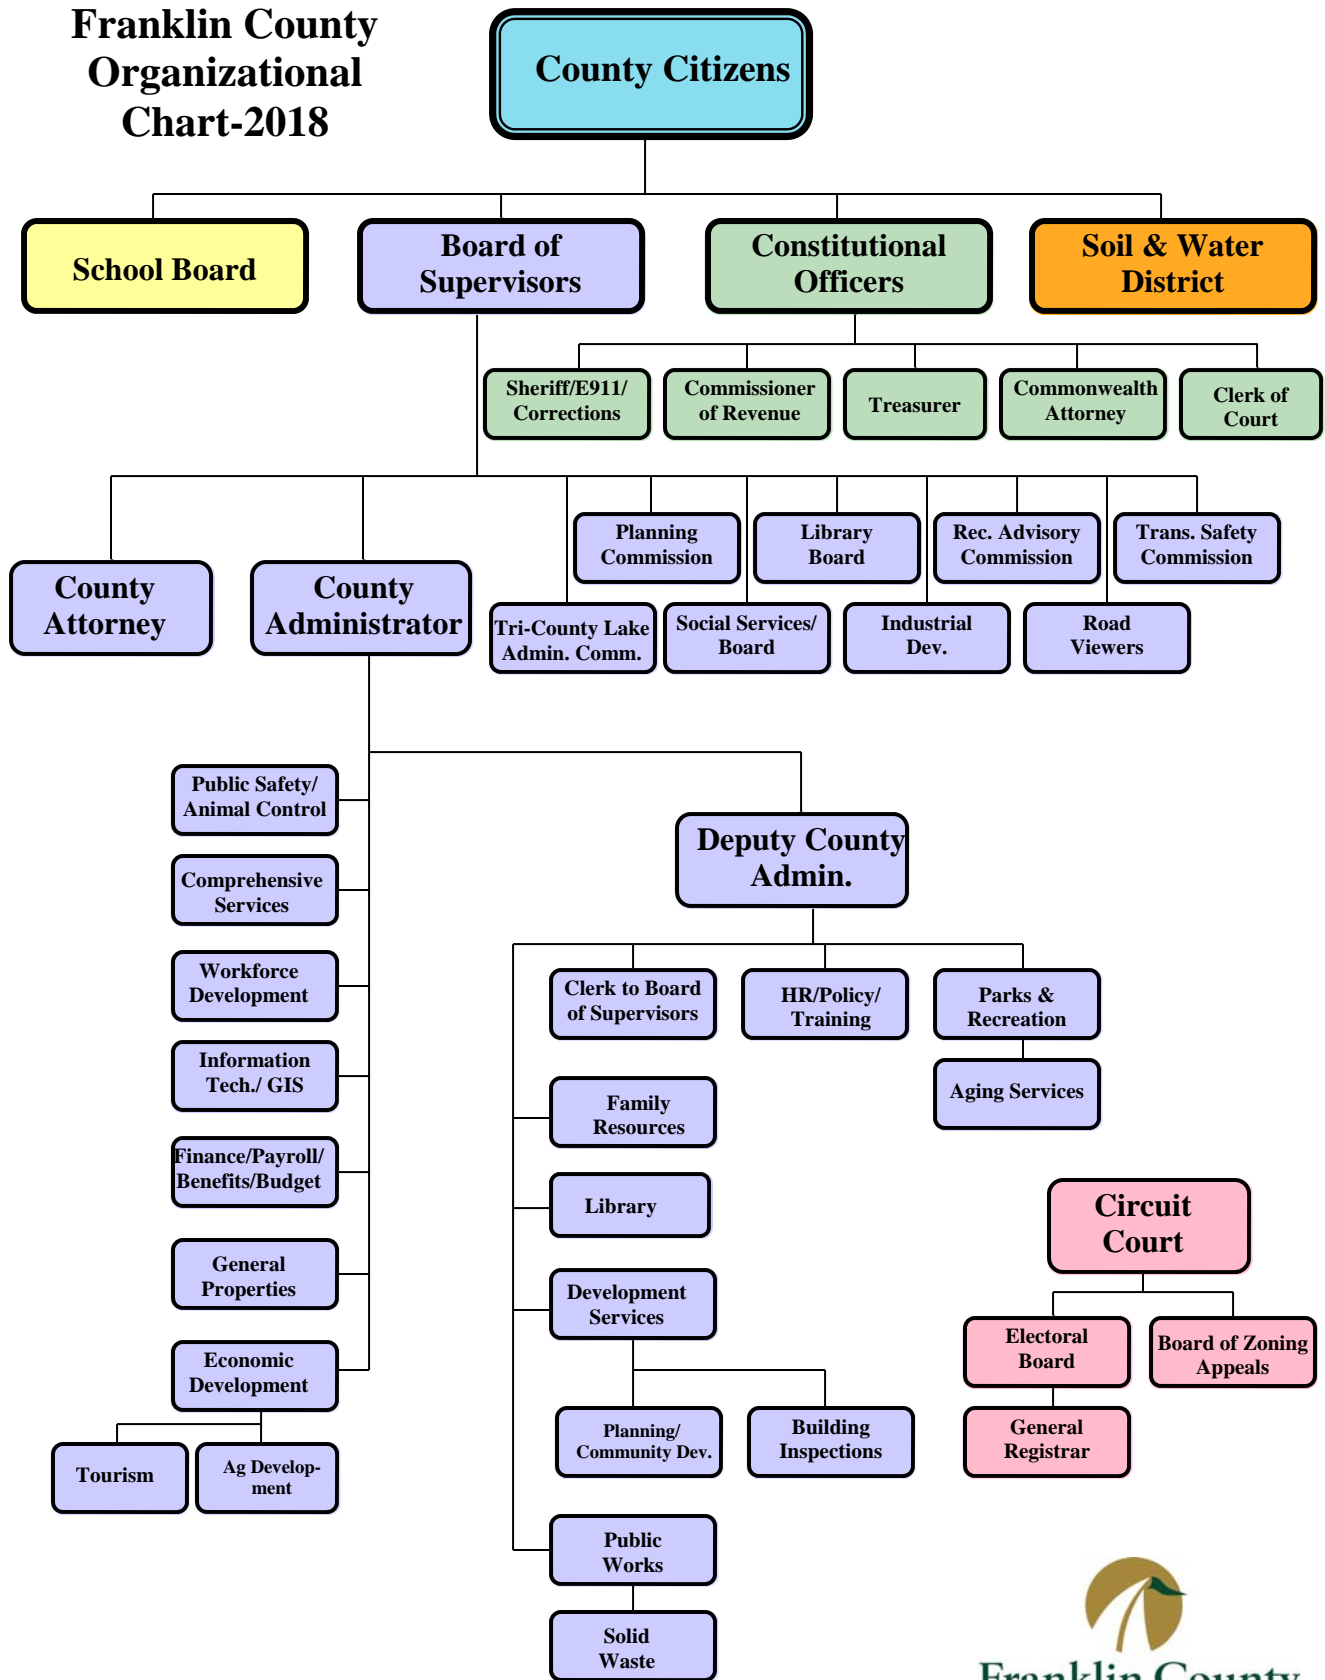 Franklin County
Organizational
Chart-2018
County Citizens
School Board
Board of
Supervisors
Constitutional
Officers
Soil & Water
District
Sheriff/E911/
Corrections
Commissioner
of Revenue
Treasurer
Commonwealth
Attorney
Clerk of
Court
Planning
Commission
Library
Board
Rec. Advisory
Commission
Trans. Safety
Commission
County
Attorney
County
Administrator
Tri-County Lake
Admin. Comm.
Social Services/
Board
Industrial
Dev.
Road
Viewers
Public Safety/
Animal Control
Comprehensive
Services
Workforce
Development
Information
Tech./ GIS
Finance/Payroll/
Benefits/Budget
General
Properties
Economic
Development
Tourism
Ag Develop-
ment
Deputy County
Admin.
Clerk to Board
of Supervisors
HR/Policy/
Training
Parks &
Recreation
Aging Services
Family
Resources
Library
Development
Services
Planning/
Community Dev.
Building
Inspections
Public
Works
Solid
Waste
Circuit
Court
Electoral
Board
Board of Zoning
Appeals
General
Registrar
Franklin County